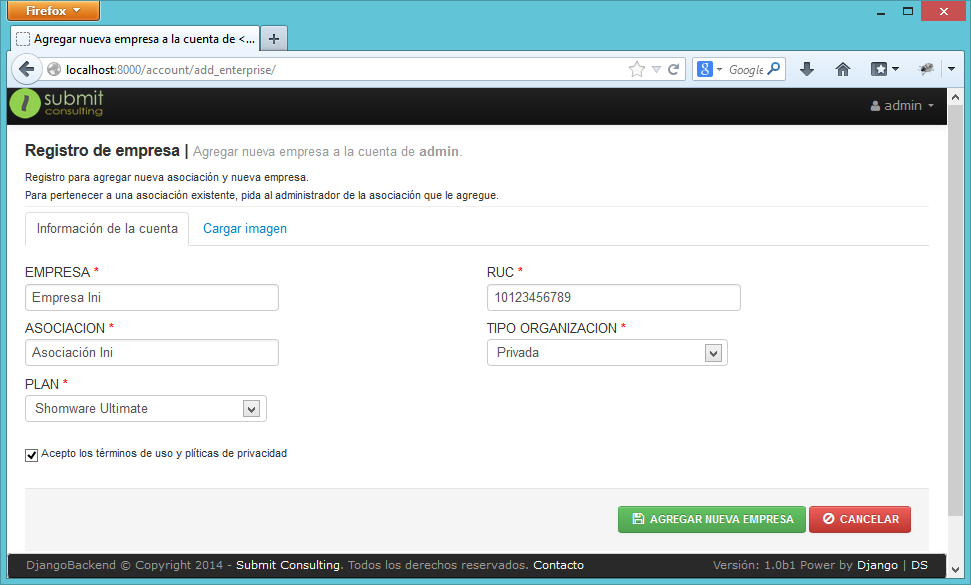 Firefox
Agregar nueva empresa a la cuenta de <...
localhost:8000/account/add_enterprise/
8 Google
submit
consulting
admin
Registro de empresa | Agregar nueva empresa a la cuenta de admin.
Registro para agregar nueva asociación y nueva empresa.
Para pertenecer a una asociación existente, pida al administrador de la asociación que le agregue.
Información de la cuenta Cargar imagen
EMPRESA * RUC *
Empresa Ini 10123456789
ASOCIACION * TIPO ORGANIZACION *
Asociación Ini Privada
PLAN *
Shomware Ultimate
Acepto los términos de uso y plíticas de privacidad
AGREGAR NUEVA EMPRESA CANCELAR
DjangoBackend © Copyright 2014 - Submit Consulting. Todos los derechos reservados. Contacto Versión: 1.0b1 Power by Django | DS